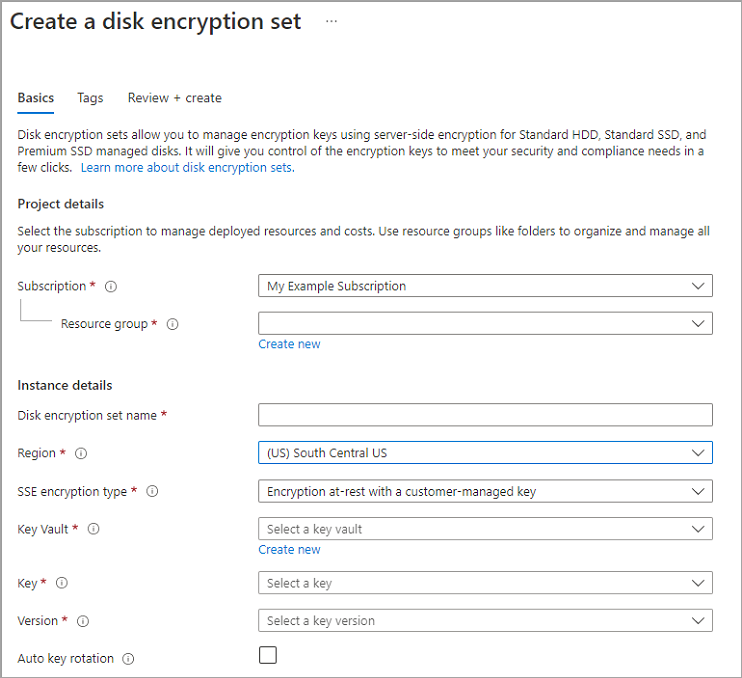 Create a disk encryption set ...
Basics Tags Review + create
Disk encryption sets allow you to manage encryption keys using server-side encryption for Standard HDD, Standard SSD, and
Premium SSD managed disks. It will give you control of the encryption keys to meet your security and compliance needs in a
few clicks. Learn more about disk encryption sets.
Project details
Select the subscription to manage deployed resources and costs. Use resource groups like folders to organize and manage all
your resources.
Subscription * My Example Subscription
Resource group *
Create new
Instance details
Disk encryption set name *
Region * (US) South Central US
SSE encryption type * Encryption at-rest with a customer-managed key
Key Vault * Select a key vault
Create new
Key * Select a key
Version * Select a key version
Auto key rotation